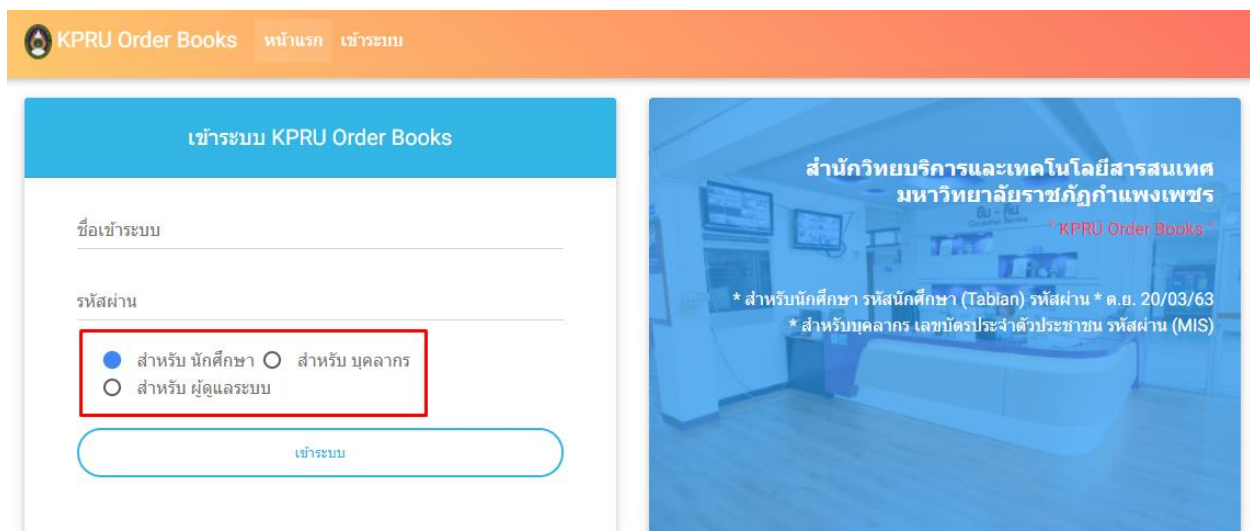 KPRU Order Books หน้าแรก เข้าระบบ
เข้าระบบ KPRU Order Books
ชื่อเข้าระบบ
รหัสผ่าน
สำหรับ นักศึกษา สำหรับ บุคลากร
สำหรับ ผู้ดูแลระบบ
เข้าระบบ
สำนักวิทยบริการและเทคโนโลยีสารสนเทศ
มหาวิทยาลัยราชภัฏกำแพงเพชร
ยืม - คืน
Circulation Service
" KPRU Order Books "
* สำหรับนักศึกษา รหัสนักศึกษา (Tabian) รหัสผ่าน * ต.ย. 20/03/63
* สำหรับบุคลากร เลขบัตรประจำตัวประชาชน รหัสผ่าน (MIS)